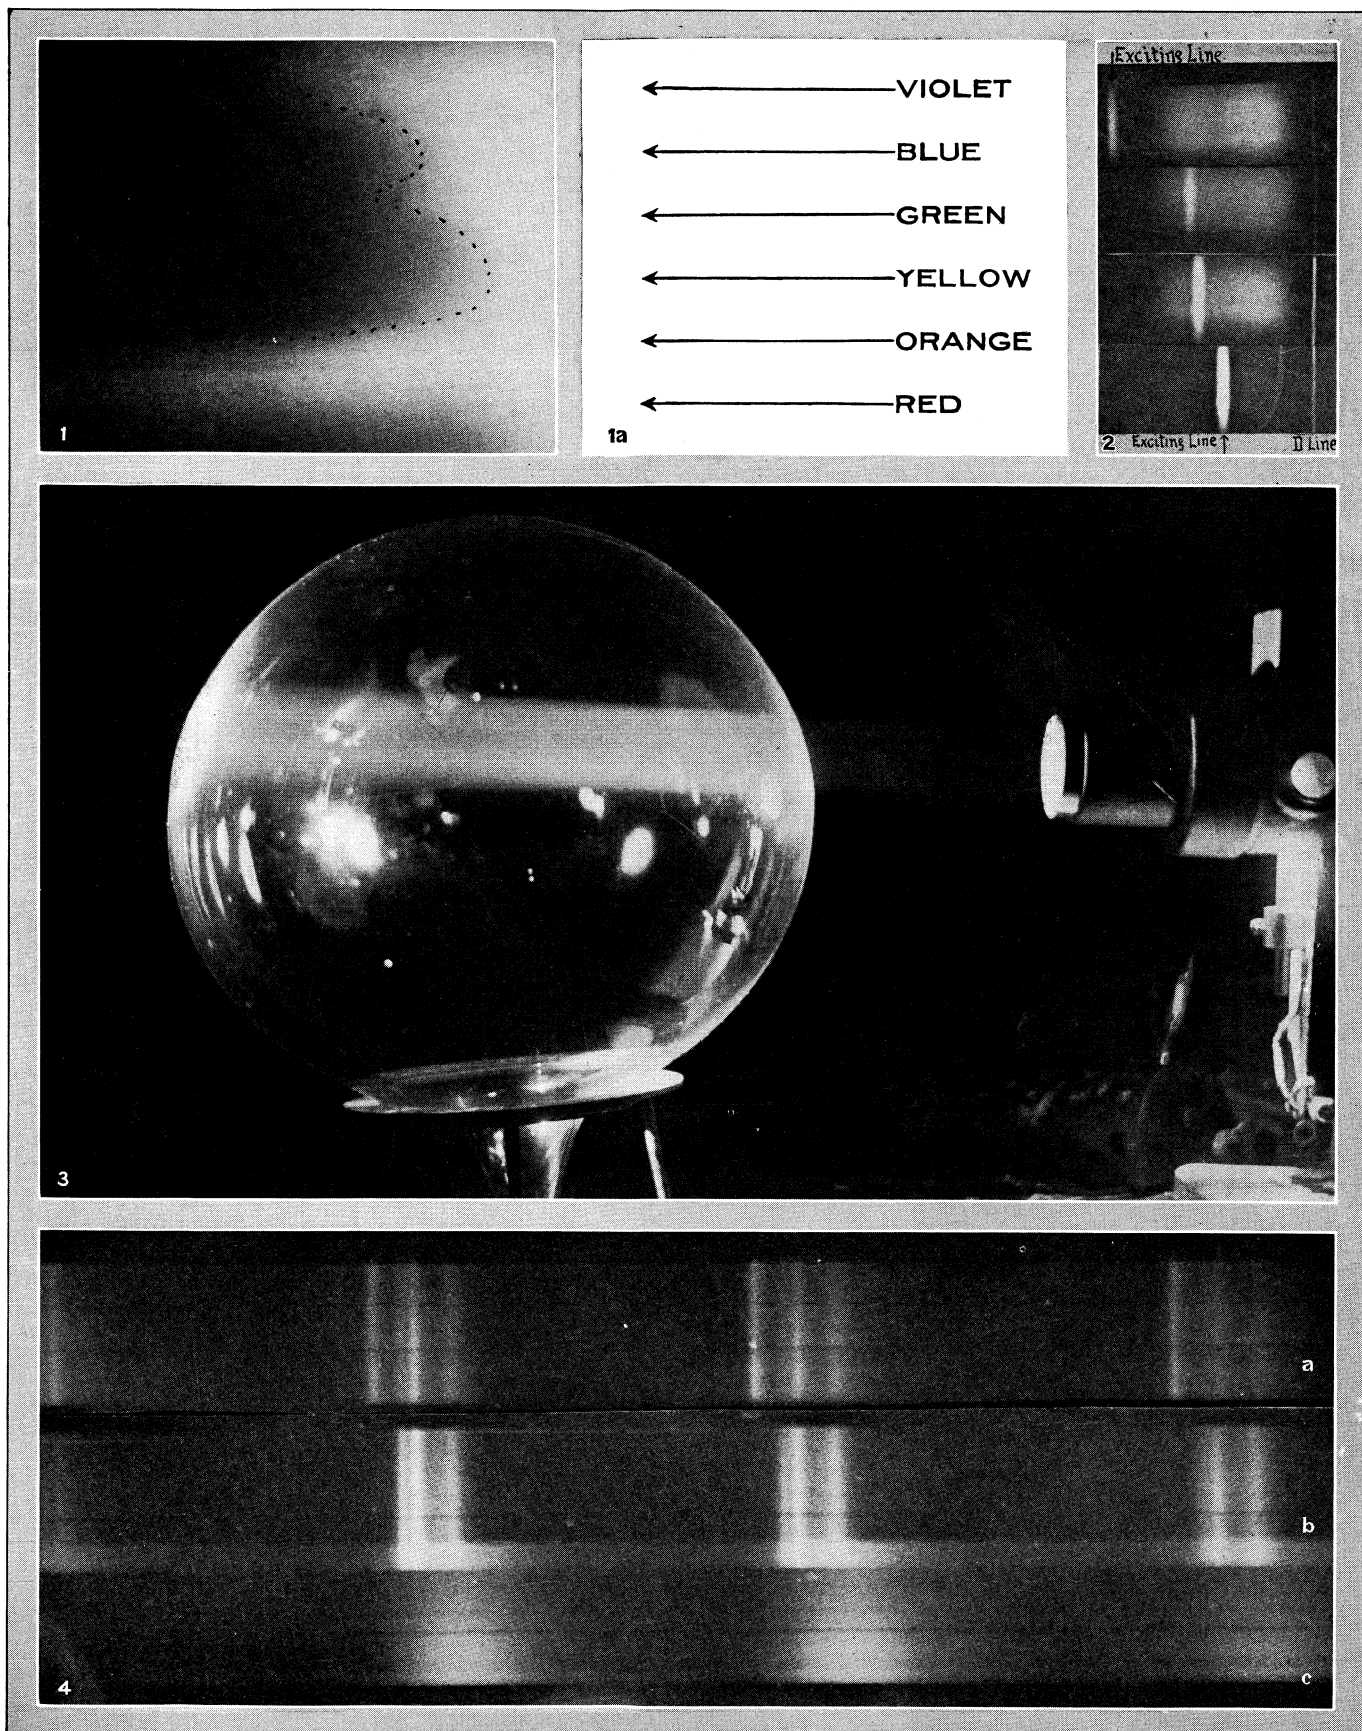 1
VIOLET
BLUE
GREEN
YELLOW
ORANGE
RED
1a
Exciting Line
2 Exciting Line D Line
3
a
b
c
4